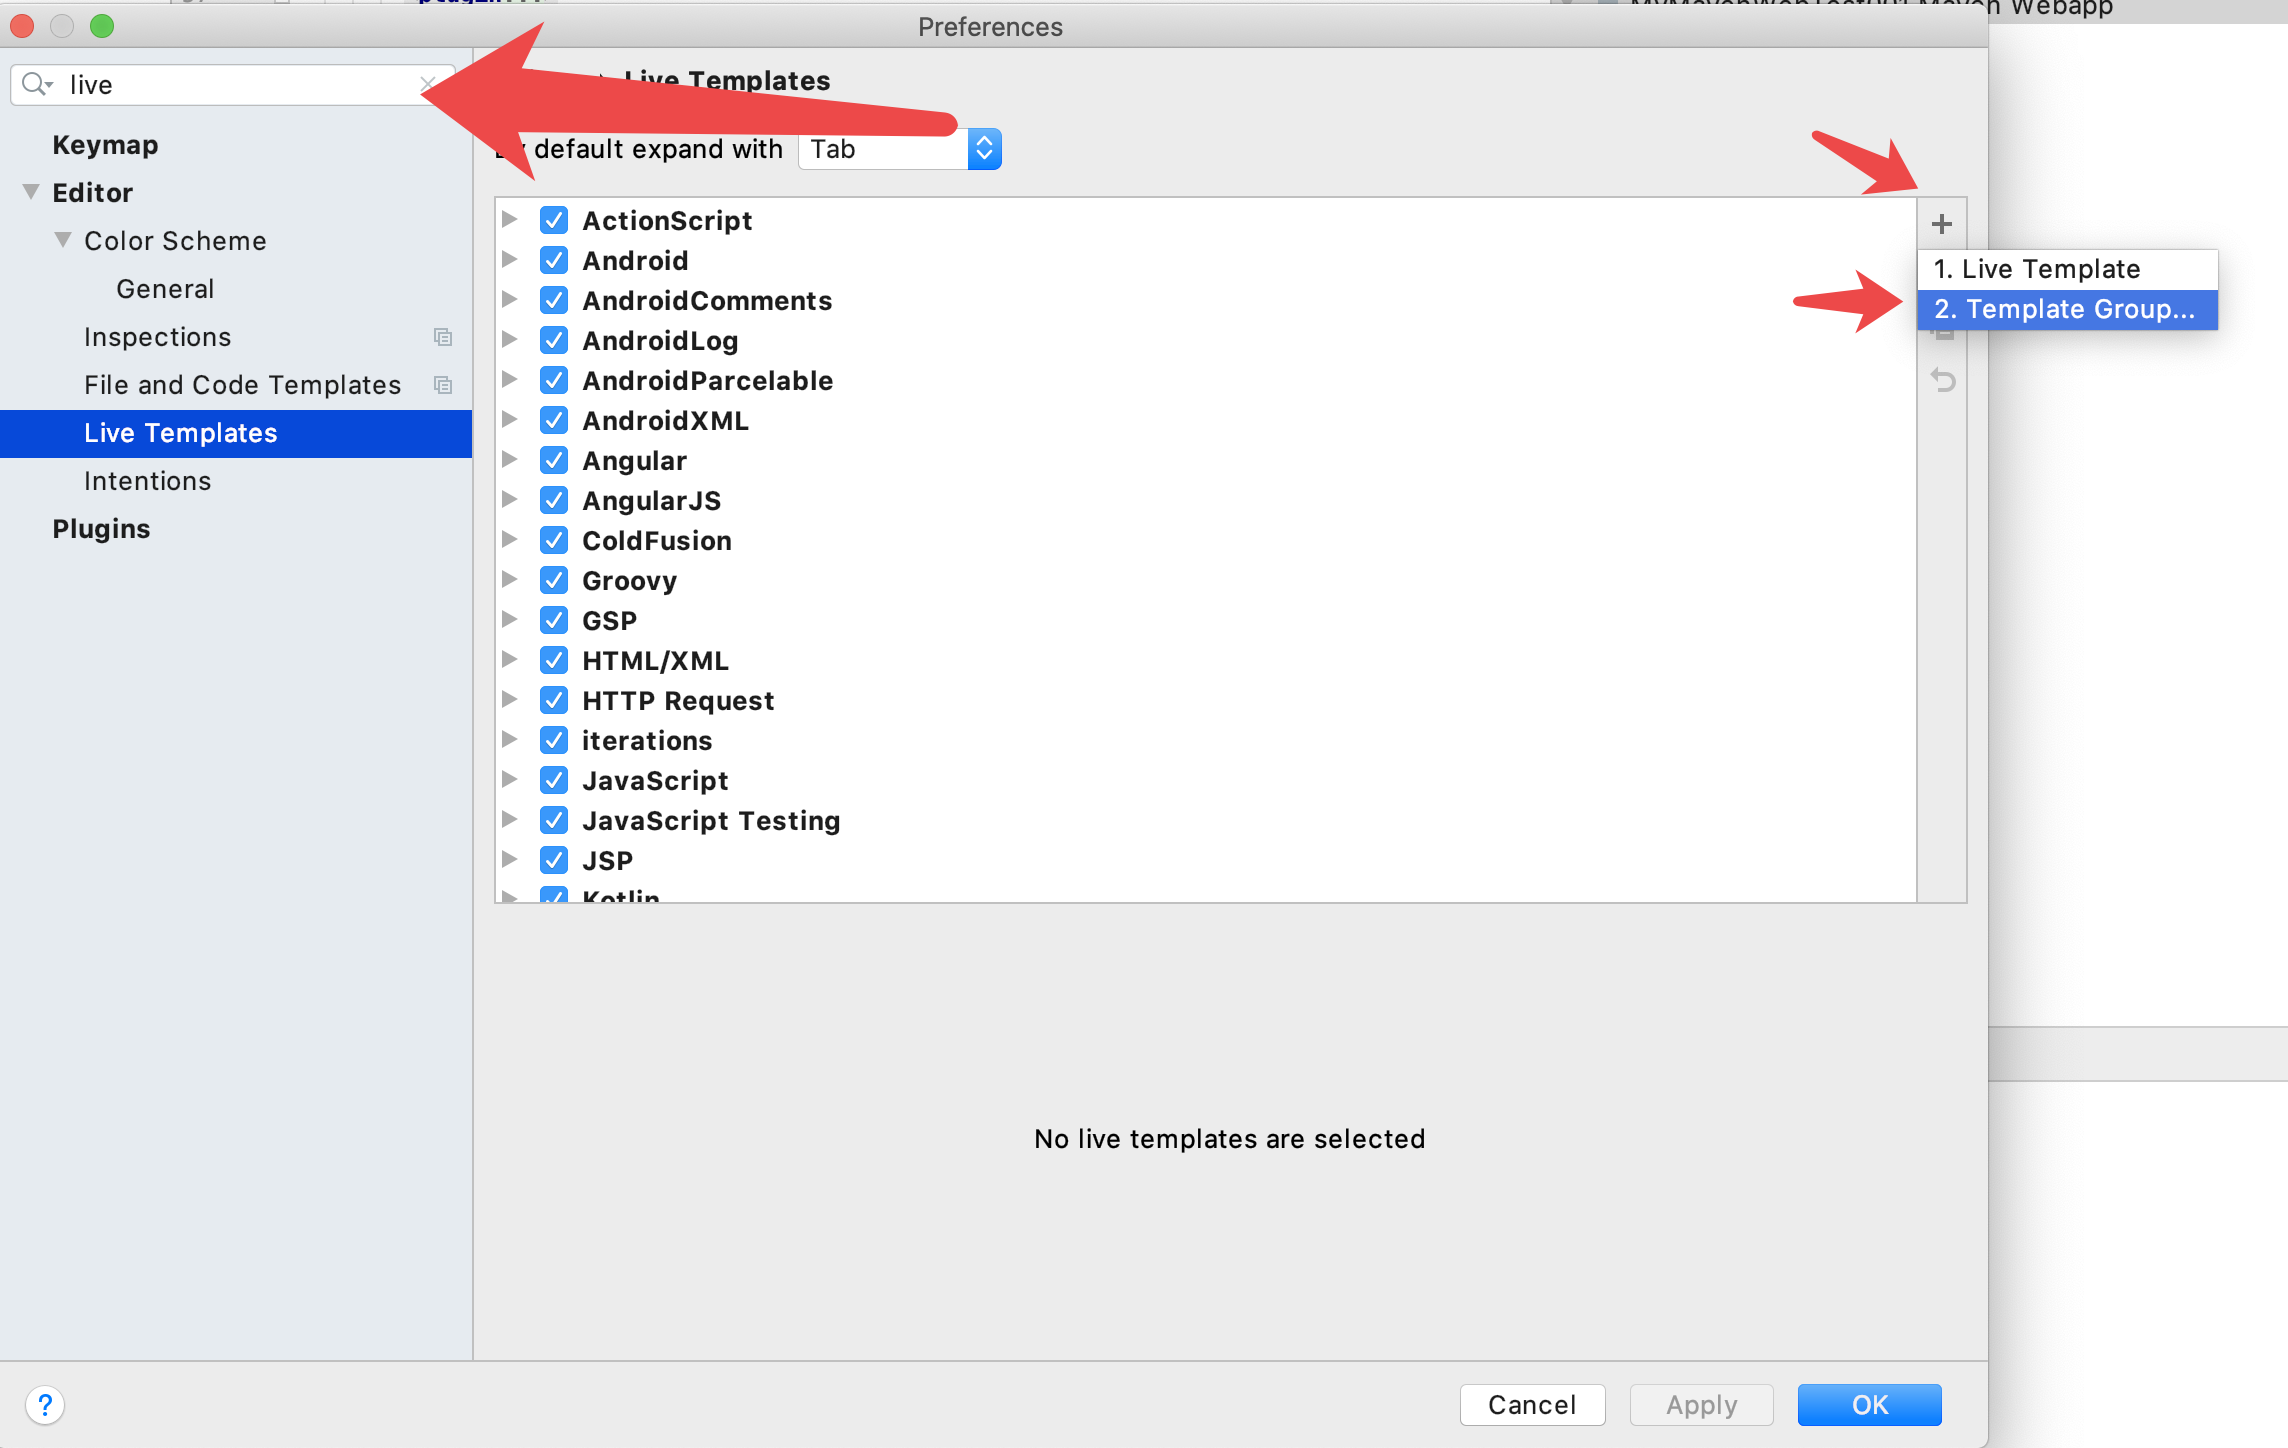 Preferences
live
Keymap
Editor
Color Scheme
General
Inspections
File and Code Templates
Live Templates
Intentions
Plugins
Live Templates
By default expand with Tab
ActionScript
Android
AndroidComments
AndroidLog
AndroidParcelable
AndroidXML
Angular
AngularJS
ColdFusion
Groovy
GSP
HTML/XML
HTTP Request
iterations
JavaScript
JavaScript Testing
JSP
Kotlin
1. Live Template
2. Template Group...
No live templates are selected
?
Cancel
Apply
OK
Maven Webapp